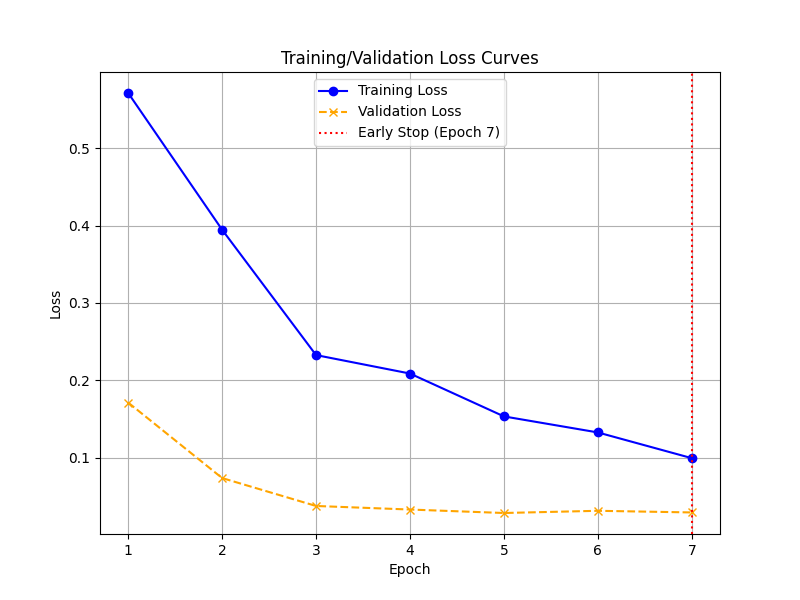 Training/Validation Loss Curves
Training Loss
Validation Loss
Early Stop (Epoch 7)
0.5
0.4
0.3
0.2
0.1
Loss
1 2 3 4 5 6 7
Epoch